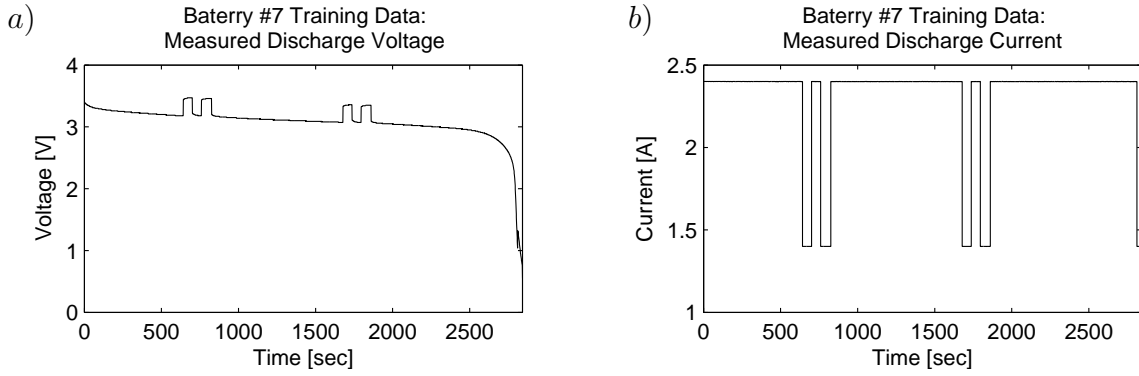 a)
Baterry #7 Training Data:
Measured Discharge Voltage
4
3
2
1
0
Voltage [V]
0 500 1000 1500 2000 2500
Time [sec]
b)
Baterry #7 Training Data:
Measured Discharge Current
2.5
2
1.5
1
Current [A]
0 500 1000 1500 2000 2500
Time [sec]